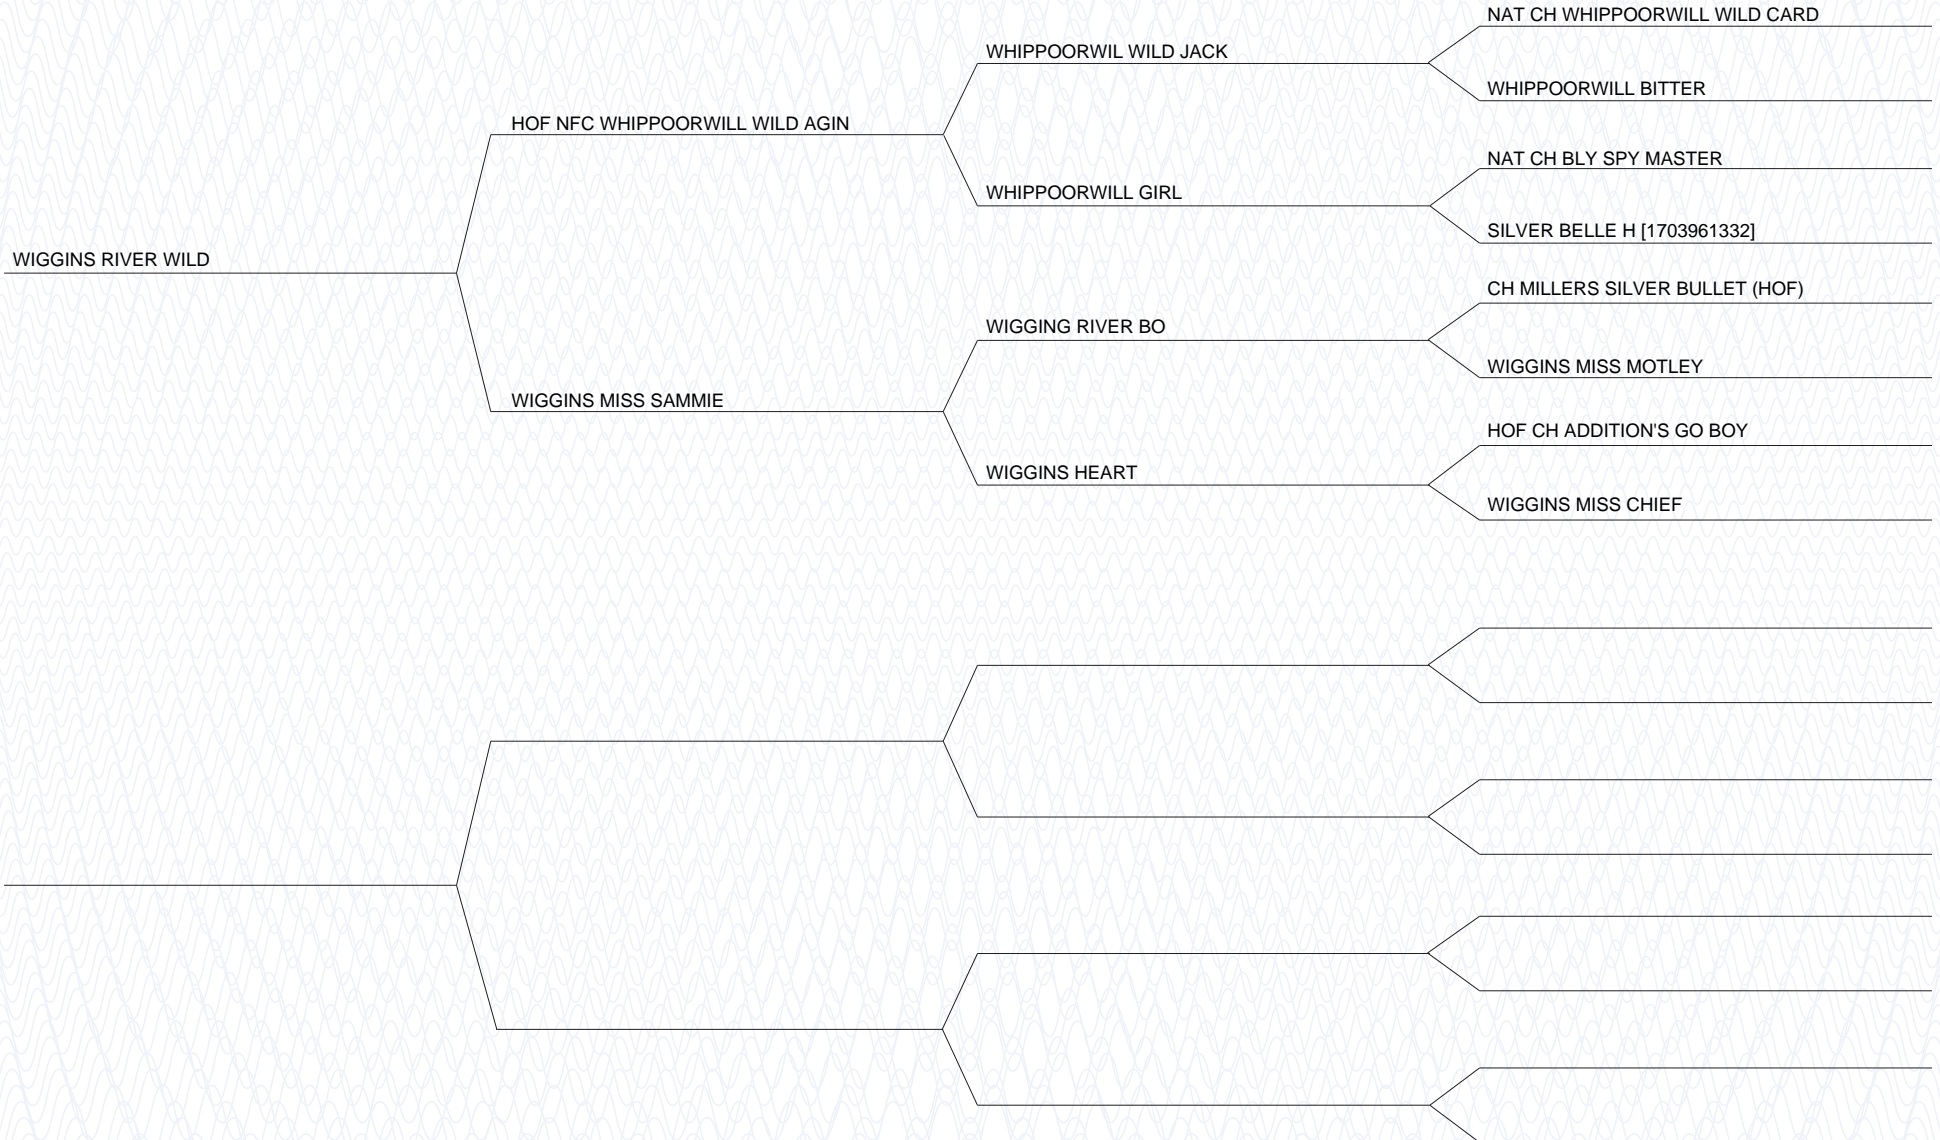 NAT CH WHIPPOORWILL WILD CARD
WHIPPOORWIL WILD JACK
WHIPPOORWILL BITTER
HOF NFC WHIPPOORWILL WILD AGIN
NAT CH BLY SPY MASTER
WHIPPOORWILL GIRL
SILVER BELLE H [1703961332]
WIGGINS RIVER WILD
CH MILLERS SILVER BULLET (HOF)
WIGGING RIVER BO
WIGGINS MISS MOTLEY
WIGGINS MISS SAMMIE
HOF CH ADDITION'S GO BOY
WIGGINS HEART
WIGGINS MISS CHIEF